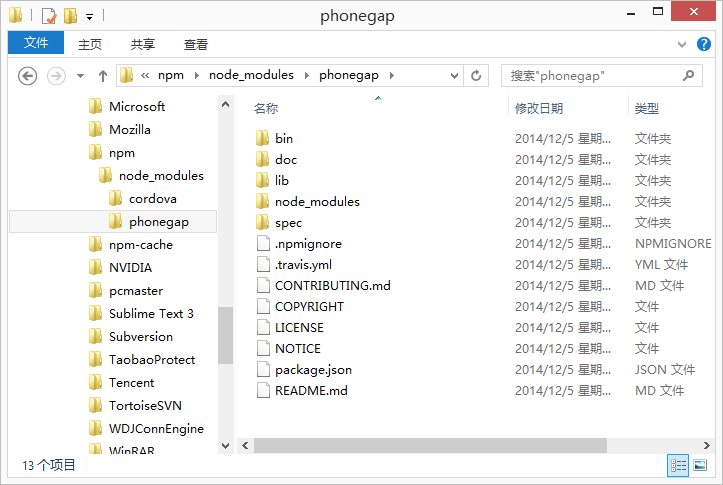 phonegap
文件 主页 共享 查看
« npm node_modules phonegap 搜索"phonegap"
Microsoft
Mozilla
npm
node_modules
cordova
phonegap
npm-cache
NVIDIA
pcmaster
Sublime Text 3
Subversion
TaobaoProtect
Tencent
TortoiseSVN
WDJConnEngine
WinRAR
名称 修改日期 类型
bin 2014/12/5 星期... 文件夹
doc 2014/12/5 星期... 文件夹
lib 2014/12/5 星期... 文件夹
node_modules 2014/12/5 星期... 文件夹
spec 2014/12/5 星期... 文件夹
.npmignore 2014/12/5 星期... NPMIGNORE
.travis.yml 2014/12/5 星期... YML 文件
CONTRIBUTING.md 2014/12/5 星期... MD 文件
COPYRIGHT 2014/12/5 星期... 文件
LICENSE 2014/12/5 星期... 文件
NOTICE 2014/12/5 星期... 文件
package.json 2014/12/5 星期... JSON 文件
README.md 2014/12/5 星期... MD 文件
13 个项目